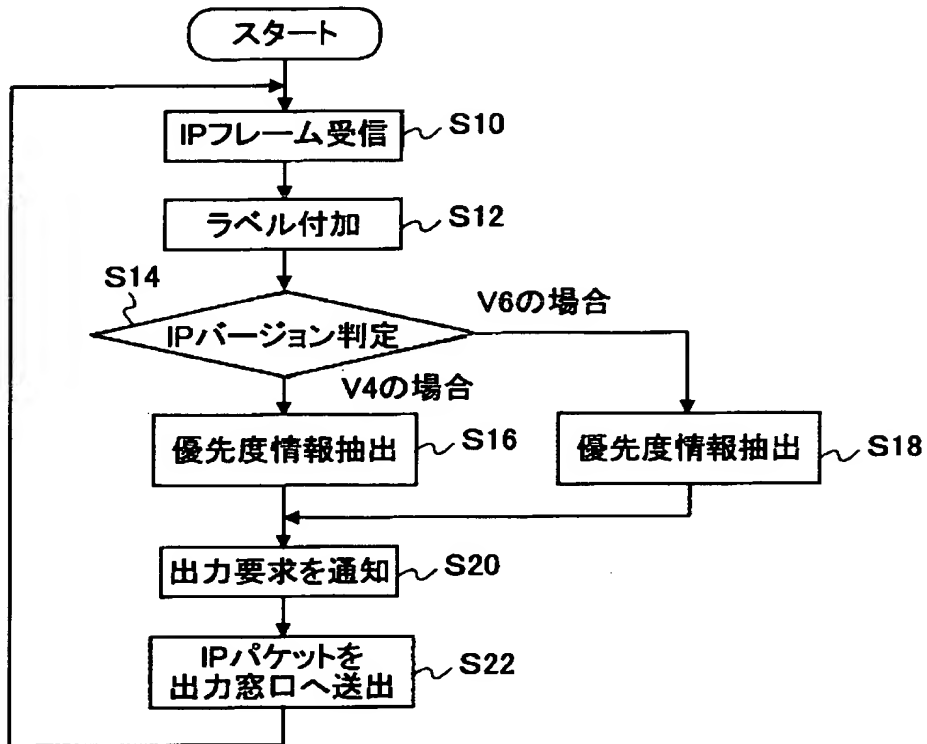 スタート
IPフレーム受信
S10
ラベル付加
S12
S14
IPバージョン判定
V6の場合
V4の場合
優先度情報抽出
S16
優先度情報抽出
S18
出力要求を通知
S20
IPパケットを
出力窓口へ送出
S22